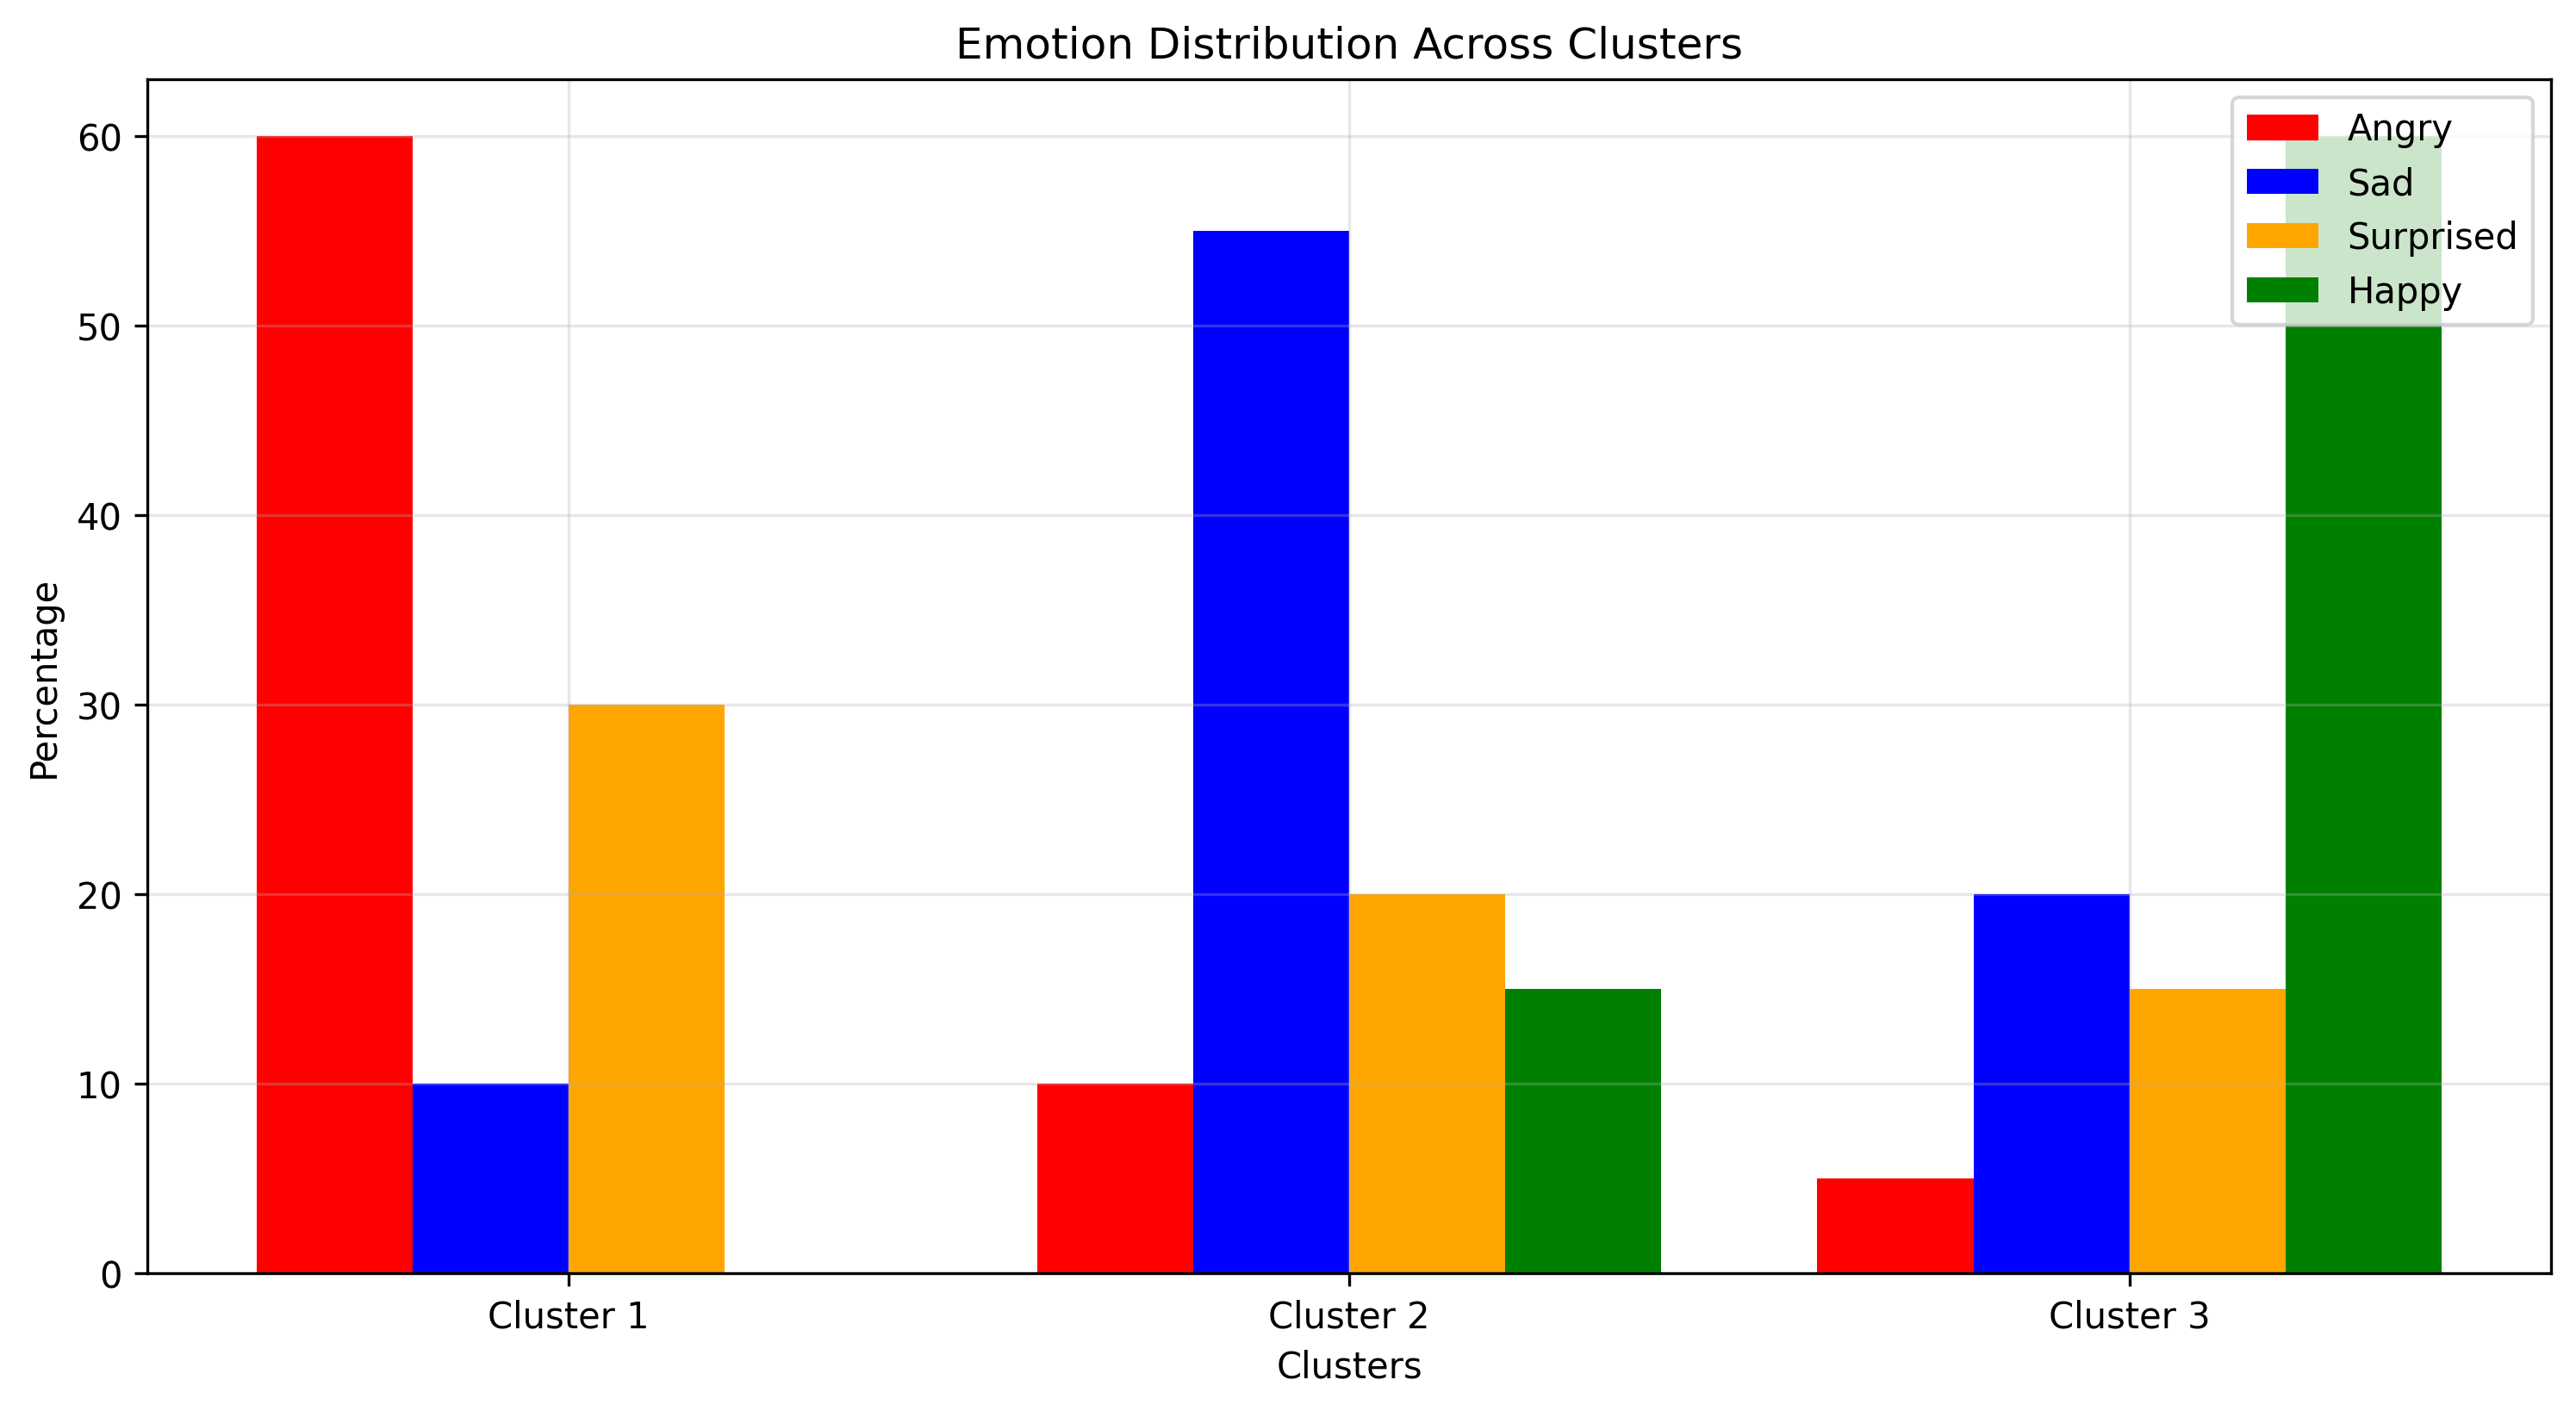 Emotion Distribution Across Clusters
Percentage
60
50
40
30
20
10
0
Angry
Sad
Surprised
Happy
Cluster 1
Cluster 2
Cluster 3
Clusters